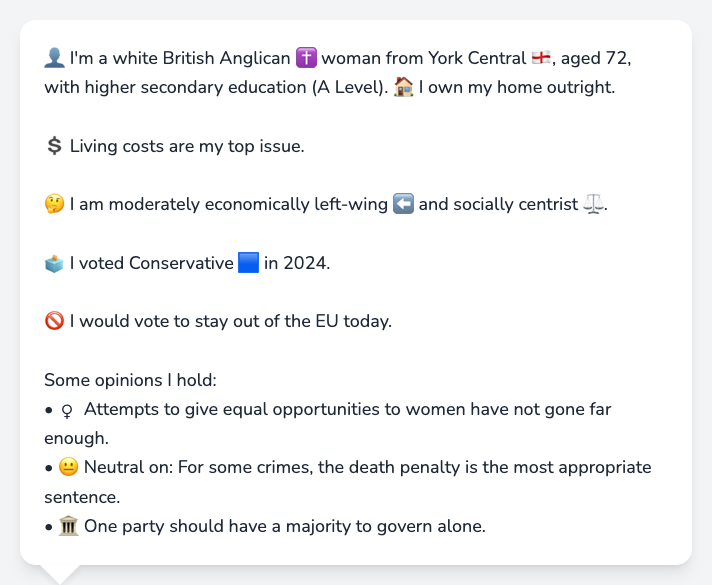 👤 I'm a white British Anglican ✝️ woman from York Central 🏴󠁧󠁢󠁥󠁮󠁧󠁿, aged 72,
with higher secondary education (A Level). 🏠 I own my home outright.
💲 Living costs are my top issue.
🤔 I am moderately economically left-wing ⬅️ and socially centrist ⚖️.
🗳️ I voted Conservative 🟦 in 2024.
🚫 I would vote to stay out of the EU today.
Some opinions I hold:
• ♀ Attempts to give equal opportunities to women have not gone far
enough.
• 😐 Neutral on: For some crimes, the death penalty is the most appropriate
sentence.
• 🏛️ One party should have a majority to govern alone.